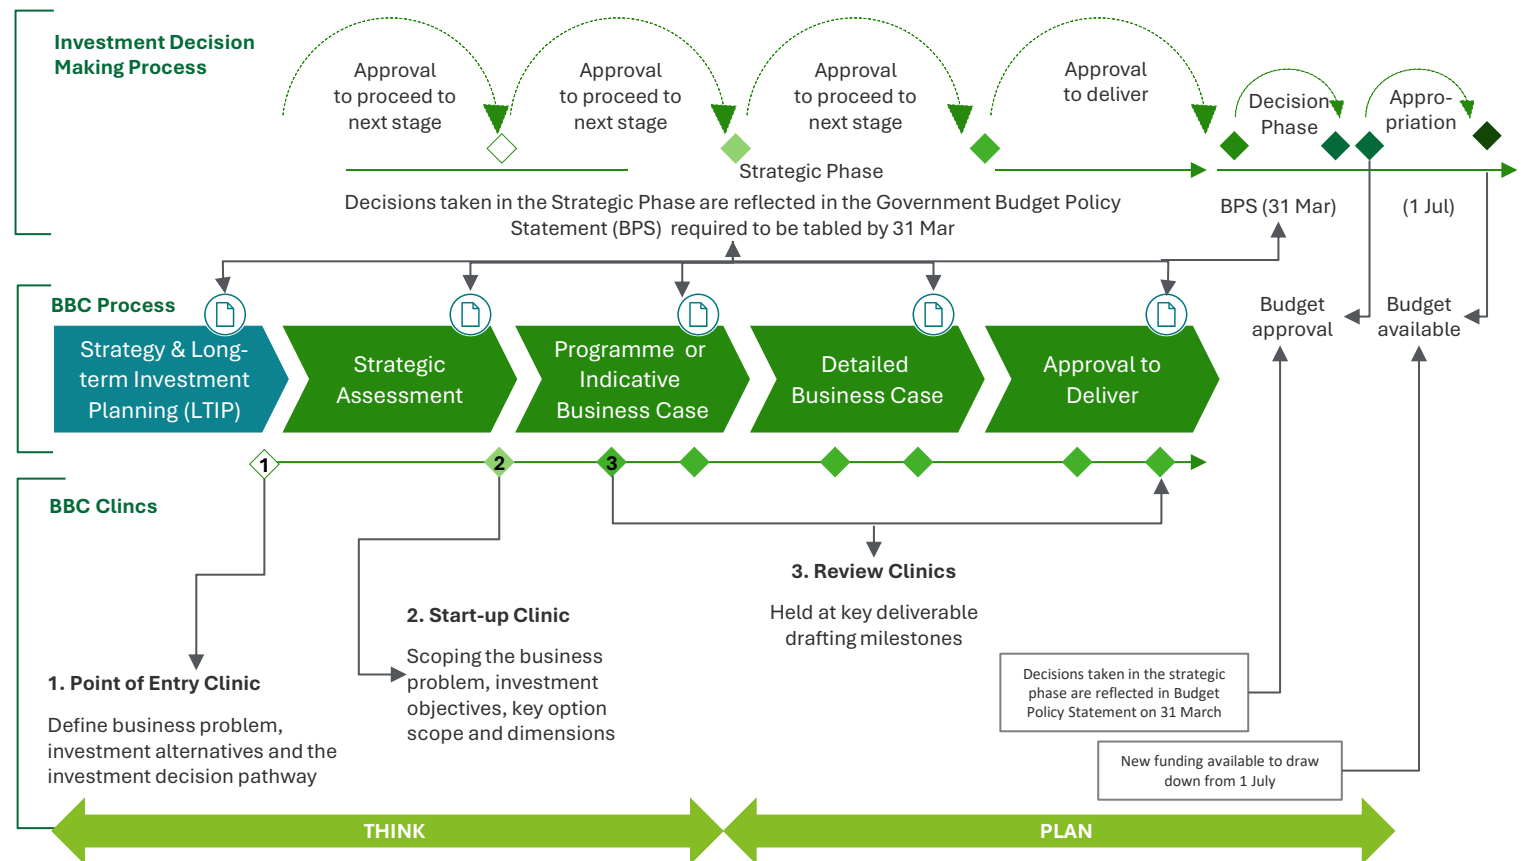 Investment Decision
Making Process
Approval
to proceed to
next stage
Approval
to proceed to
next stage
Approval
to proceed to
next stage
Approval
to deliver
Decision
Phase
Appro-
priation
Strategic Phase
Decisions taken in the Strategic Phase are reflected in the Government Budget Policy
Statement (BPS) required to be tabled by 31 Mar
BPS (31 Mar)
(1 Jul)
BBC Process
Strategy & Long-
term Investment
Planning (LTIP)
Strategic
Assessment
Programme or
Indicative
Business Case
Detailed
Business Case
Approval to
Deliver
Budget
approval
Budget
available
1
2
3
BBC Clincs
1. Point of Entry Clinic
Define business problem,
investment alternatives and the
investment decision pathway
2. Start-up Clinic
Scoping the business
problem, investment
objectives, key option
scope and dimensions
3. Review Clinics
Held at key deliverable
drafting milestones
Decisions taken in the strategic
phase are reflected in Budget
Policy Statement on 31 March
New funding available to draw
down from 1 July
THINK
PLAN